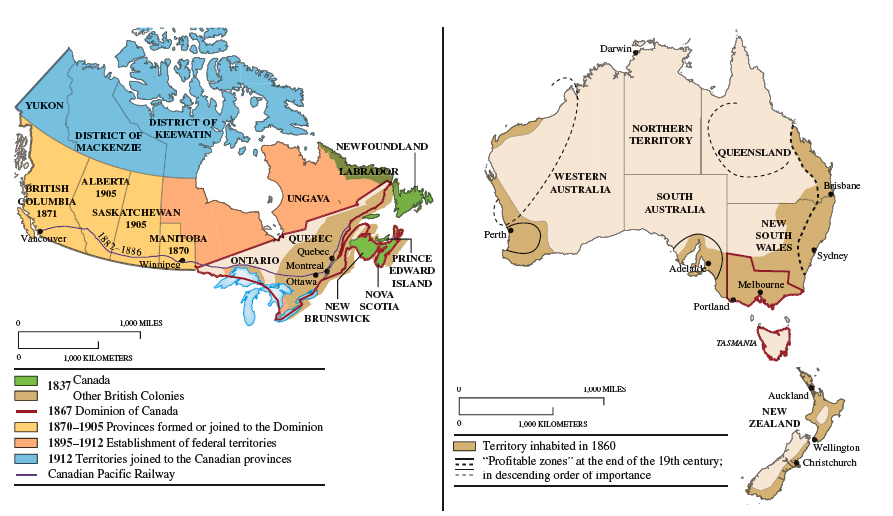 YUKON
DISTRICT OF
MACKENZIE
DISTRICT OF
KEEWATIN
NEWFOUNDLAND
LABRADOR
BRITISH
COLUMBIA
1871
ALBERTA
1905
SASKATCHEWAN
1905
MANITOBA
1870
UNGAVA
Vancouver
1882–1886
Winnipeg
ONTARIO
QUEBEC
Quebec
Montreal
Ottawa
PRINCE
EDWARD
ISLAND
NOVA
SCOTIA
NEW
BRUNSWICK
0 1,000 MILES
0 1,000 KILOMETERS
1837 Canada
Other British Colonies
1867 Dominion of Canada
1870–1905 Provinces formed or joined to the Dominion
1895–1912 Establishment of federal territories
1912 Territories joined to the Canadian provinces
Canadian Pacific Railway
Darwin
NORTHERN
TERRITORY
QUEENSLAND
WESTERN
AUSTRALIA
SOUTH
AUSTRALIA
Brisbane
NEW
SOUTH
WALES
Perth
Adelaide
Sydney
Melbourne
Portland
TASMANIA
Auckland
NEW
ZEALAND
Wellington
Christchurch
0 1,000 MILES
0 1,000 KILOMETERS
Territory inhabited in 1860
“Profitable zones” at the end of the 19th century;
in descending order of importance